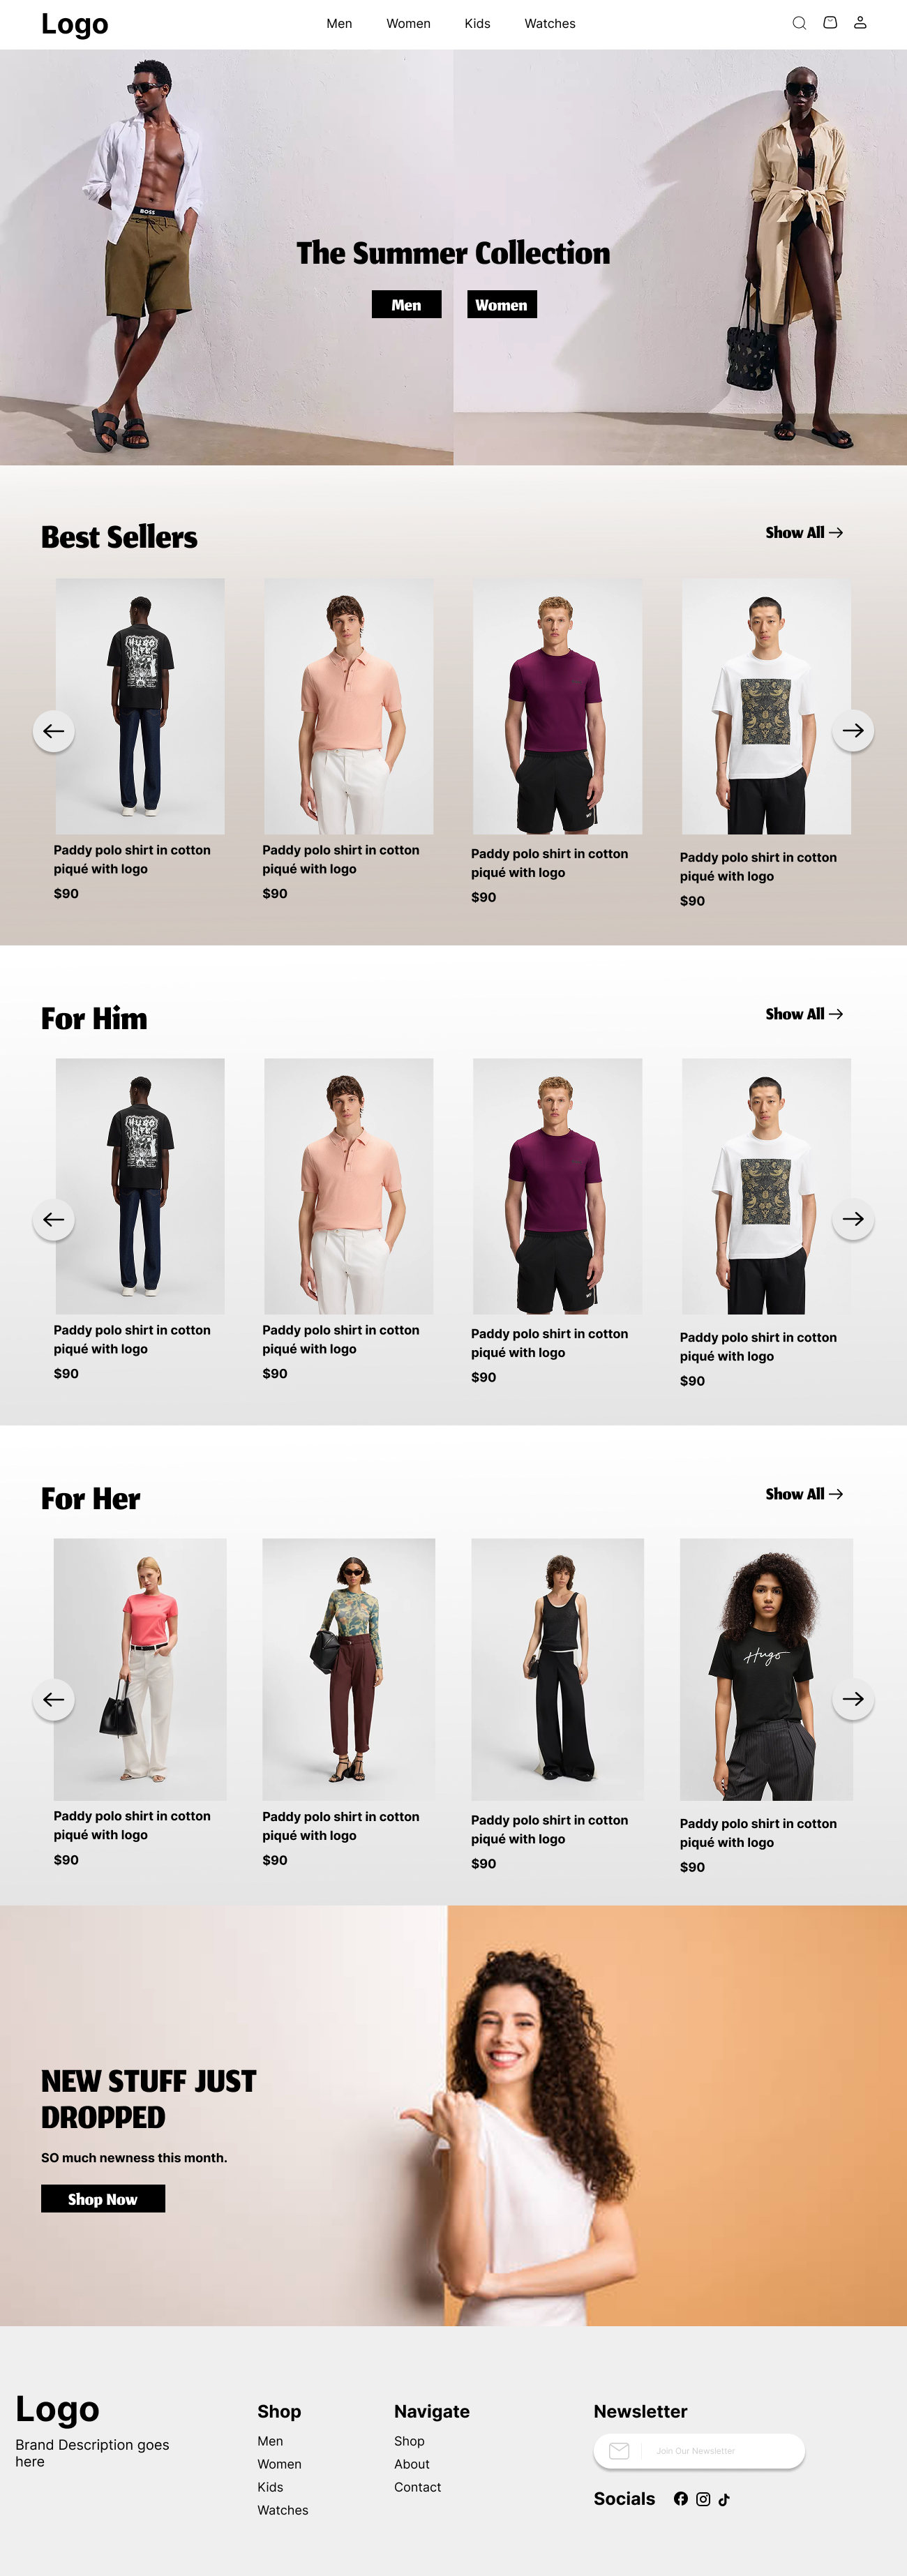 Logo
Men
Women
Kids
Watches
BOSS
The Summer Collection
Men
Women
Best Sellers
Show All
HUGO
LIFE
Paddy polo shirt in cotton
piqué with logo
$90
Paddy polo shirt in cotton
piqué with logo
$90
Paddy polo shirt in cotton
piqué with logo
$90
Paddy polo shirt in cotton
piqué with logo
$90
For Him
Show All
HUGO
LIFE
Paddy polo shirt in cotton
piqué with logo
$90
Paddy polo shirt in cotton
piqué with logo
$90
Paddy polo shirt in cotton
piqué with logo
$90
Paddy polo shirt in cotton
piqué with logo
$90
For Her
Show All
Hugo
Paddy polo shirt in cotton
piqué with logo
$90
Paddy polo shirt in cotton
piqué with logo
$90
Paddy polo shirt in cotton
piqué with logo
$90
Paddy polo shirt in cotton
piqué with logo
$90
NEW STUFF JUST
DROPPED
SO much newness this month.
Shop Now
Logo
Brand Description goes
here
Shop
Men
Women
Kids
Watches
Navigate
Shop
About
Contact
Newsletter
Join Our Newsletter
Socials